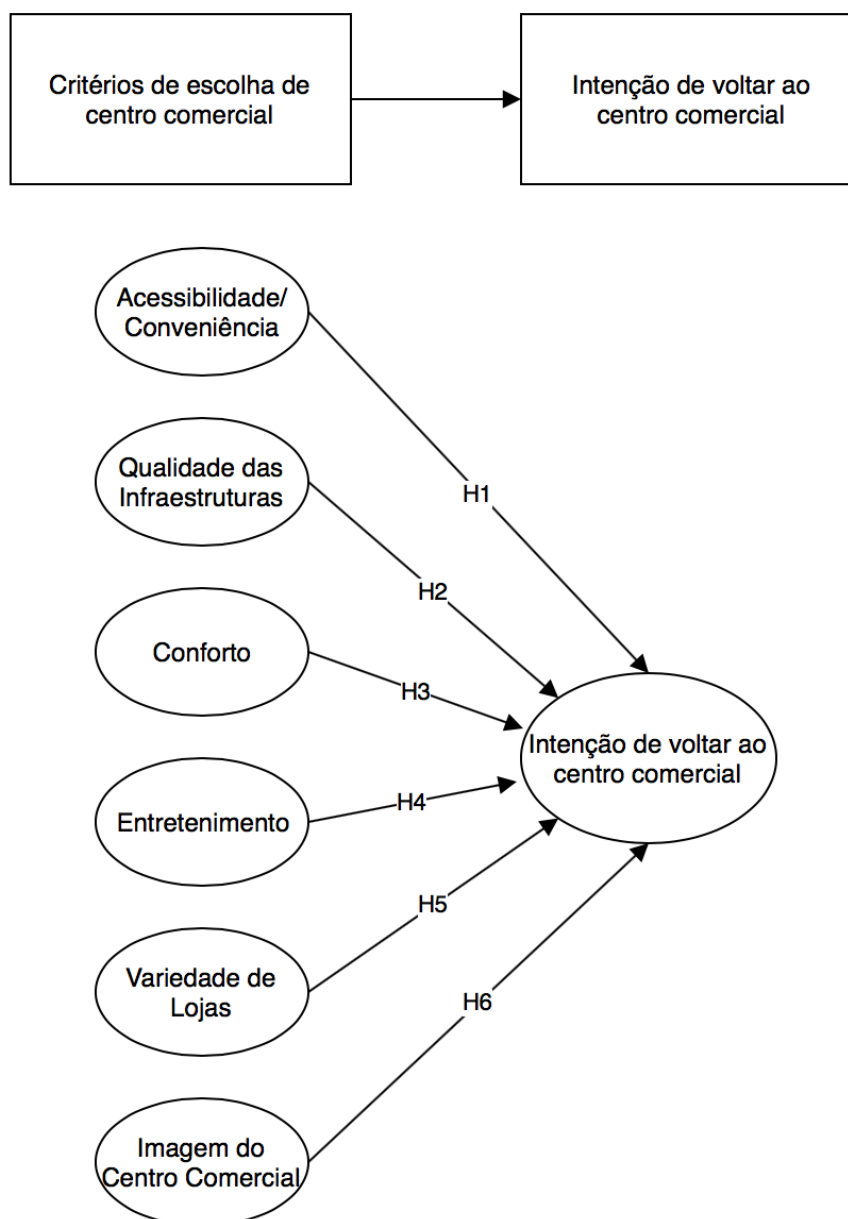 Critérios de escolha de
centro comercial
Intenção de voltar ao
centro comercial
Acessibilidade/
Conveniência
Qualidade das
Infraestruturas
H1
H2
Conforto
H3
Intenção de voltar ao
centro comercial
Entretenimento
H4
H5
Variedade de
Lojas
H6
Imagem do
Centro Comercial